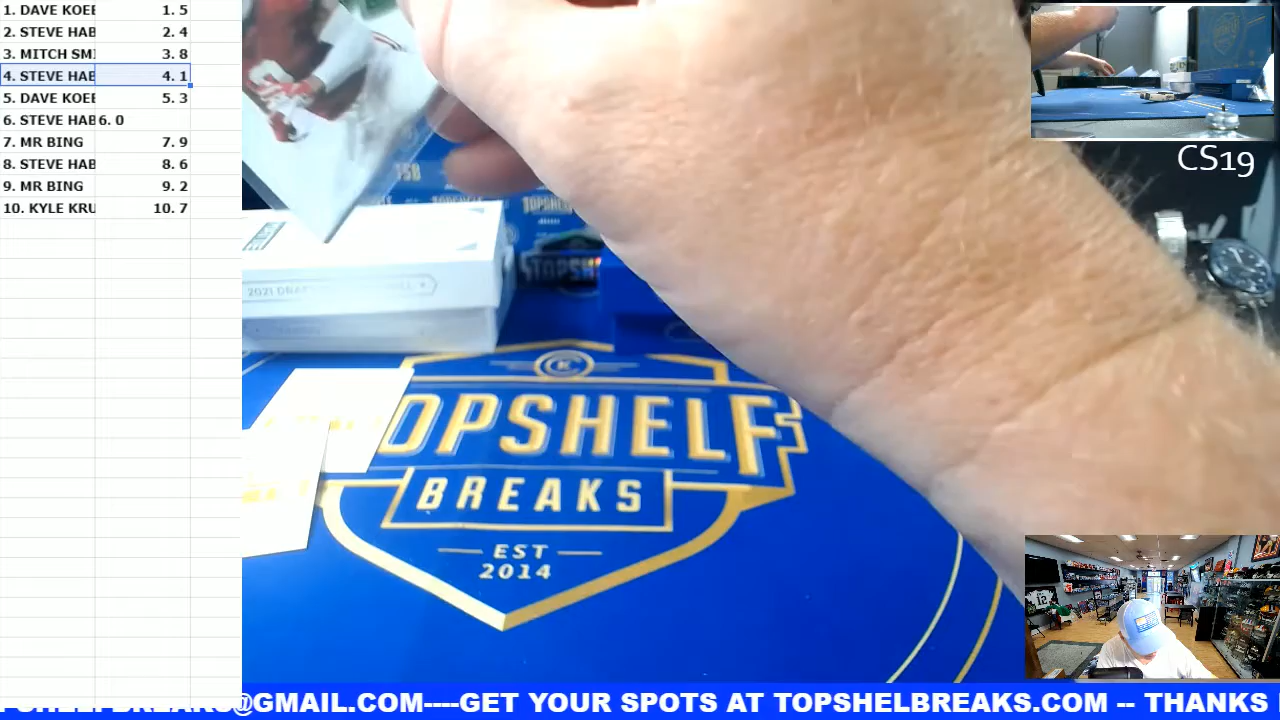 1. DAVE KOEE 1. 5
2. STEVE HAB 2. 4
3. MITCH SMI 3. 8
4. STEVE HAB 4. 1
5. DAVE KOEE 5. 3
6. STEVE HAB 6. 0
7. MR BING 7. 9
8. STEVE HAB 8. 6
9. MR BING 9. 2
10. KYLE KRU 10. 7
CS19
150
2021
TOPSHELF
BREAKS
EST
2014
@GMAIL.COM----GET YOUR SPOTS AT TOPSHELBREAKS.COM -- THANKS